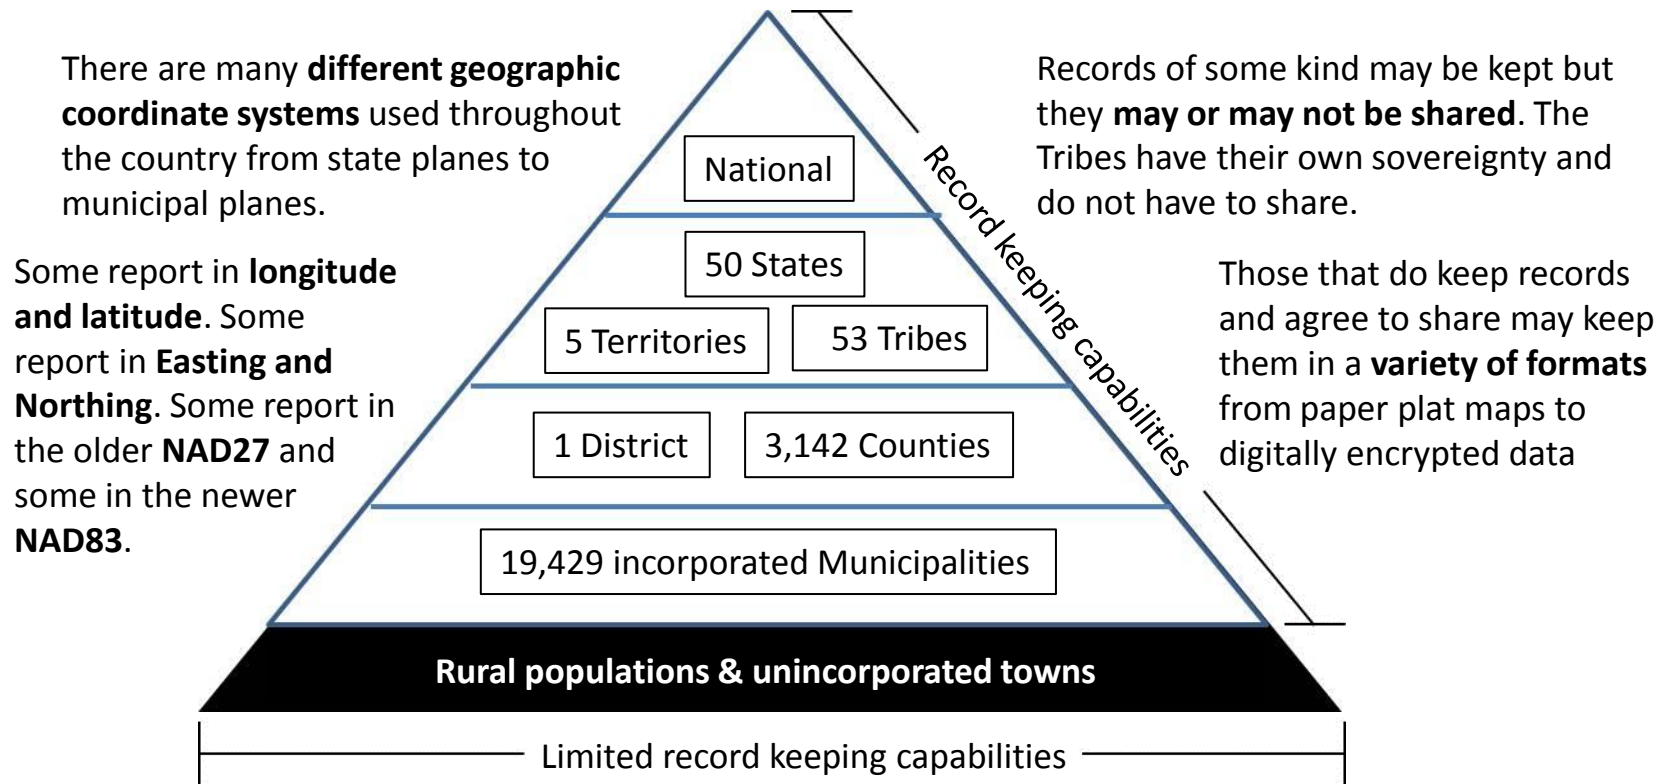 There are many different geographic
coordinate systems used throughout
the country from state planes to
municipal planes.
Some report in longitude
and latitude. Some
report in Easting and
Northing. Some report in
the older NAD27 and
some in the newer
NAD83.
National
50 States
5 Territories
53 Tribes
1 District
3,142 Counties
19,429 incorporated Municipalities
Rural populations & unincorporated towns
Limited record keeping capabilities
Record keeping capabilities
Records of some kind may be kept but
they may or may not be shared. The
Tribes have their own sovereignty and
do not have to share.
Those that do keep records
and agree to share may keep
them in a variety of formats
from paper plat maps to
digitally encrypted data